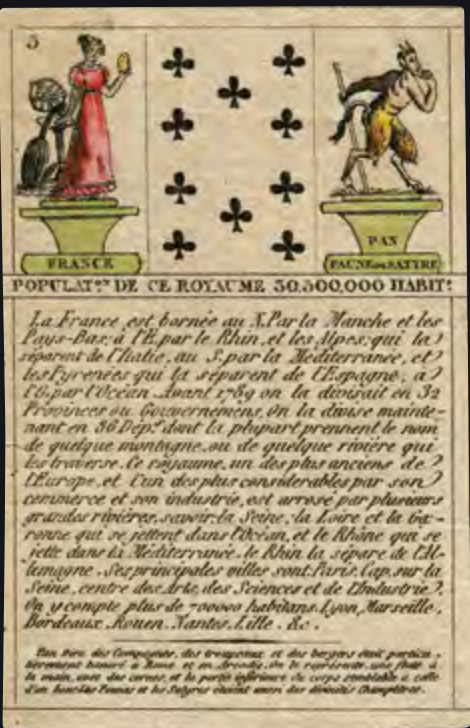 5
FRANCE
PAN
FAUNE ou SATYRE
POPULAT.on DE CE ROYAUME 30,500,000 HABIT.s
La France est bornée au N. Par la Manche et les
Pays-Bas; à l'E. par le Rhin, et les Alpes; qui la
séparent de l'Italie, au S. par la Méditerranée, et
les Pyrenées qui la séparent de l'Espagne; à
l'O. par l'Océan. Avant 1789 on la divisait en 32
Provinces ou Gouvernemens, On la divise mainte-
nant en 86 Dép.s dont la plupart prennent le nom
de quelque montagne, ou de quelque rivière qui
les traverse. Ce royaume, un des plus anciens de
l'Europe, et l'un des plus considerables par son
commerce et son industrie, est arrosé par plusieurs
grandes rivières, savoir: la Seine, la Loire et la Ga-
ronne qui se jettent dans l'Océan, et le Rhône qui se
jette dans la Méditerranée. le Rhin la sépare de l'Al-
lemagne. Ses principales villes sont: Paris, Cap. sur la
Seine, centre des Arts, des Sciences et de l'Industrie.
On y compte plus de 700000 habitans. Lyon, Marseille,
Bordeaux, Rouen, Nantes, Lille, &c.
Pan Dieu des Campagnes, des troupeaux et des bergers était particu-
lièrement honoré à Rome et en Arcadie. On le représente, une flute à
la main, avec des cornes, et la partie inférieure du corps semblable à celle
d'un bouc. Les Faunes et les Satyres étaient aussi des divinités Champêtres.